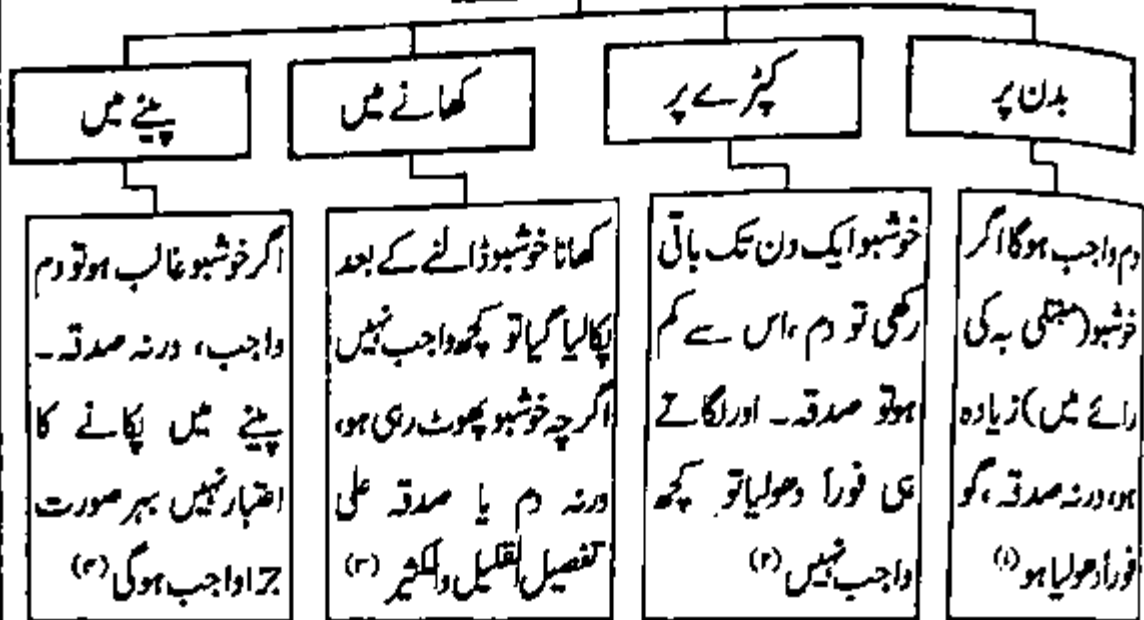 بدن پر
کپڑے پر
کھانے میں
پینے میں
دم واجب ہوگا اگر
خوشبو (مبتلی بہ کی
رائے میں) زیادہ
ہو، ورنہ صدقہ، گو
فوراً دھولیا ہو (۱)
خوشبو ایک دن تک باقی
رکھی تو دم، اس سے کم
ہو تو صدقہ۔ اور لگاتے
ہی فوراً دھولیا تو کچھ
واجب نہیں (۲)
کھانا خوشبو ڈالنے کے بعد
پکالیا گیا تو کچھ واجب نہیں
اگرچہ خوشبو پھوٹ رہی ہو،
ورنہ دم یا صدقہ علی
تفصیل القلیل والکثیر (۳)
اگر خوشبو غالب ہو تو دم
واجب، ورنہ صدقہ۔
پینے میں پکانے کا
اعتبار نہیں بہر صورت
جزا واجب ہوگی (۴)